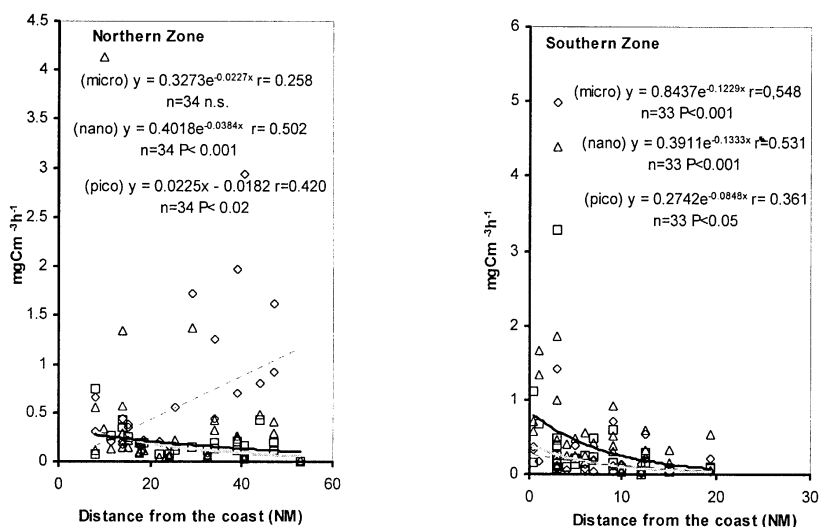 Northern Zone
(micro) y = 0.3273e-0.0227x r= 0.258
n=34 n.s.
(nano) y = 0.4018e-0.0384x r= 0.502
n=34 P< 0.001
(pico) y = 0.0225x - 0.0182 r=0.420
n=34 P< 0.02
mgCm -3h-1
4.5
4
3.5
3
2.5
2
1.5
1
0.5
0
0
20
40
60
Distance from the coast (NM)
Southern Zone
(micro) y = 0.8437e-0.1229x r=0,548
n=33 P<0.001
(nano) y = 0.3911e-0.1333x r=0.531
n=33 P<0.001
(pico) y = 0.2742e-0.0848x r= 0.361
n=33 P<0.05
mgCm -3h-1
6
5
4
3
2
1
0
0
10
20
30
Distance from the coast (NM)